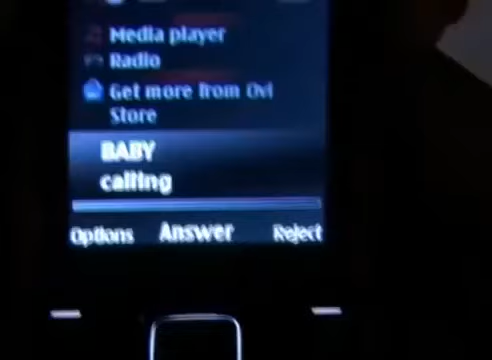 Media player
Radio
Get more from Ovi
Store
BABY
calling
Options Answer Reject